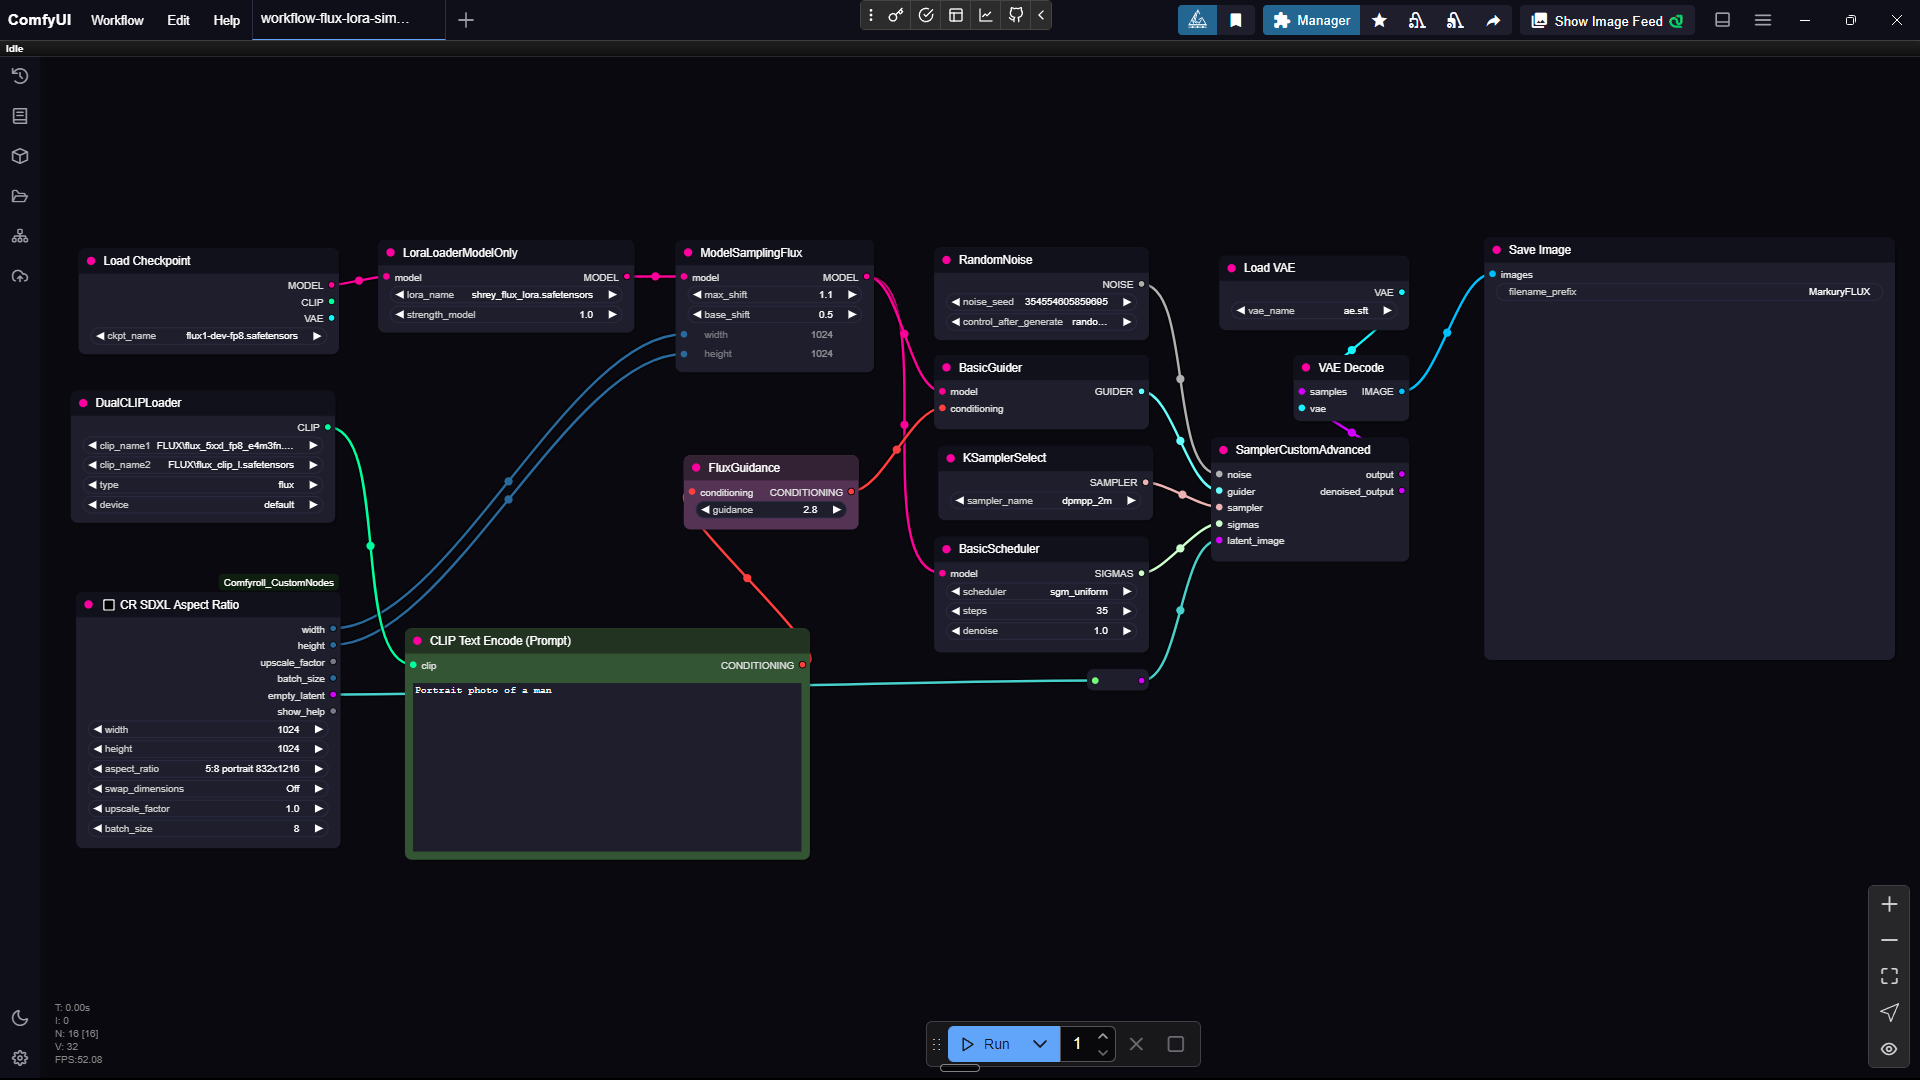 ComfyUI Workflow Edit Help workflow-flux-lora-sim...
Manager
Show Image Feed
Idle
Load Checkpoint
MODEL
CLIP
VAE
ckpt_name flux1-dev-fp8.safetensors
LoraLoaderModelOnly
model MODEL
lora_name shrey_flux_lora.safetensors
strength_model 1.0
ModelSamplingFlux
model MODEL
max_shift 1.1
base_shift 0.5
width 1024
height 1024
RandomNoise
NOISE
noise_seed 354554605859695
control_after_generate rando...
Load VAE
VAE
vae_name ae.sft
Save Image
images
filename_prefix MarkuryFLUX
DualCLIPLoader
CLIP
clip_name1 FLUX\flux_5xxl_fp8_e4m3fn....
clip_name2 FLUX\flux_clip_l.safetensors
type flux
device default
BasicGuider
model GUIDER
conditioning
VAE Decode
samples IMAGE
vae
FluxGuidance
conditioning CONDITIONING
guidance 2.8
KSamplerSelect
SAMPLER
sampler_name dpmpp_2m
SamplerCustomAdvanced
noise output
guider denoised_output
sampler
sigmas
latent_image
BasicScheduler
model SIGMAS
scheduler sgm_uniform
steps 35
denoise 1.0
Comfyroll_CustomNodes
CR SDXL Aspect Ratio
width
height
upscale_factor
batch_size
empty_latent
show_help
width 1024
height 1024
aspect_ratio 5:8 portrait 832x1216
swap_dimensions Off
upscale_factor 1.0
batch_size 8
CLIP Text Encode (Prompt)
clip CONDITIONING
Portrait photo of a man
T: 0.00s
I: 0
N: 16 [16]
V: 32
FPS:52.08
Run 1